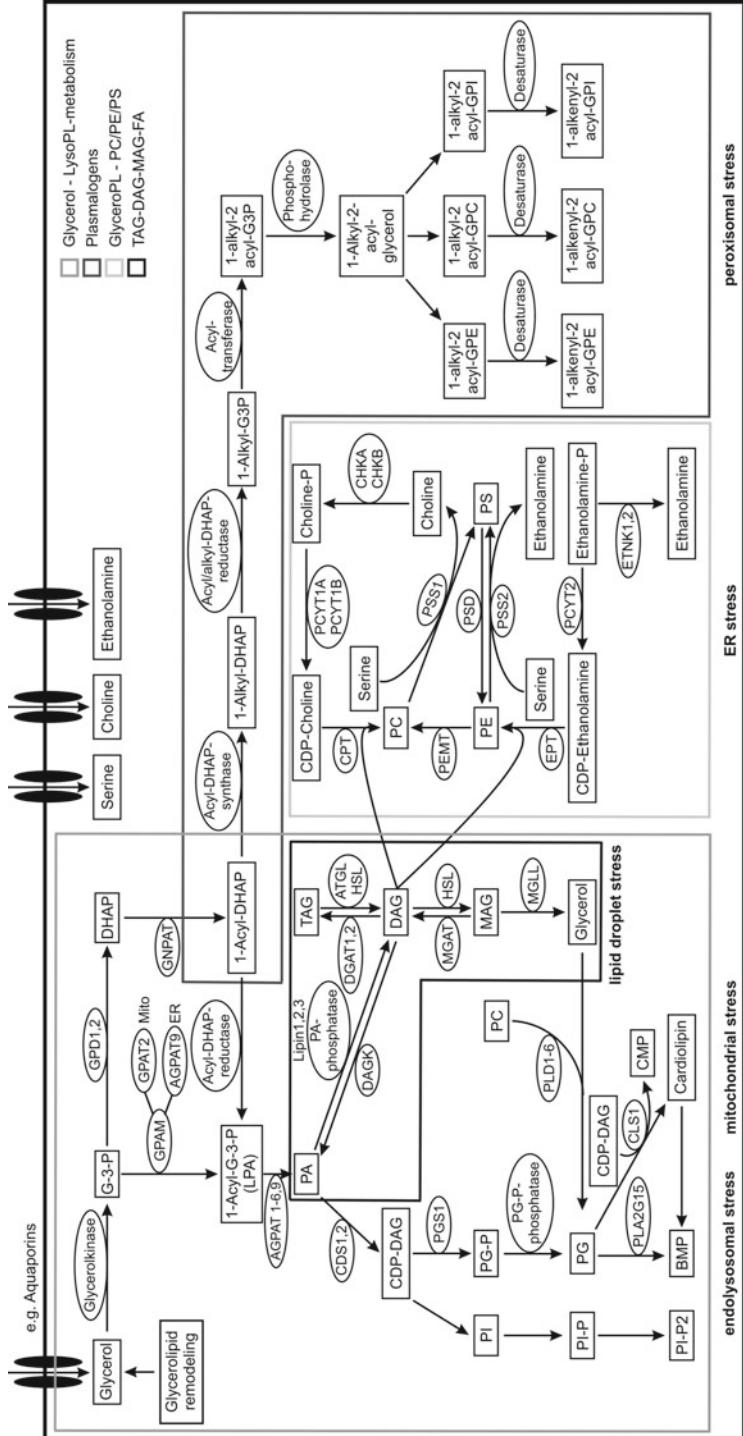 e.g. Aquaporins
Glycerol
Glycerolipid
remodeling
Glycerolkinase
G-3-P
GPD1,2
DHAP
GPAM
GPAT2
Mito
AGPAT9
ER
GNPAT
1-Acyl-G-3-P
(LPA)
Acyl-DHAP-
reductase
1-Acyl-DHAP
Acyl-DHAP-
synthase
1-Alkyl-DHAP
Acyl/alkyl-DHAP-
reductase
1-Alkyl-G3P
Acyl-
transferase
1-alkyl-2
acyl-G3P
Serine
Choline
Ethanolamine
Glycerol - LysoPL-metabolism
Plasmalogens
GlyceroPL - PC/PE/PS
TAG-DAG-MAG-FA
AGPAT 1-6,9
PA
Lipin1,2,3
PA-
phosphatase
DAGK
TAG
DGAT1,2
ATGL
HSL
DAG
MGAT
HSL
MAG
MGLL
Glycerol
lipid droplet stress
CDS1,2
CDP-DAG
PGS1
PG-P
PG-P-
phosphatase
PG
PLA2G15
BMP
PI
PI-P
PI-P2
PC
PLD1-6
CDP-DAG
CLS1
CMP
Cardiolipin
endolysosomal stress
mitochondrial stress
CDP-Choline
PCYT1A
PCYT1B
Choline-P
CHKA
CHKB
Choline
CPT
Serine
PC
PSS1
PEMT
PE
PSD
PSS2
PS
EPT
Serine
Ethanolamine
CDP-Ethanolamine
PCYT2
Ethanolamine-P
ETNK1,2
Ethanolamine
ER stress
Phospho-
hydrolase
1-Alkyl-2-
acyl-
glycerol
1-alkyl-2
acyl-GPE
1-alkyl-2
acyl-GPC
1-alkyl-2
acyl-GPI
Desaturase
Desaturase
Desaturase
1-alkenyl-2
acyl-GPE
1-alkenyl-2
acyl-GPC
1-alkenyl-2
acyl-GPI
peroxisomal stress